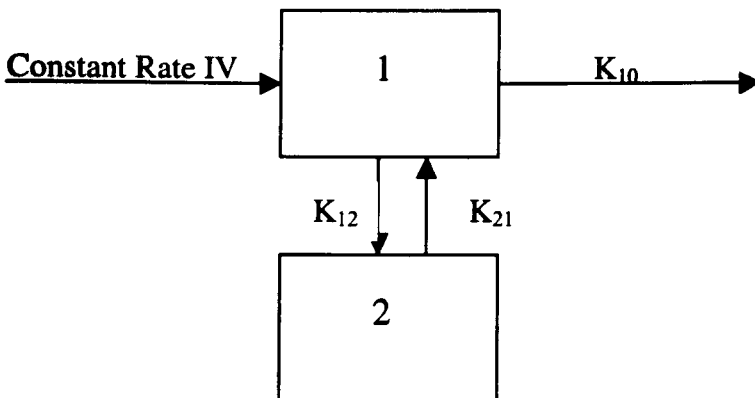 1
Constant Rate IV
K₁₀
K₁₂
K₂₁
2